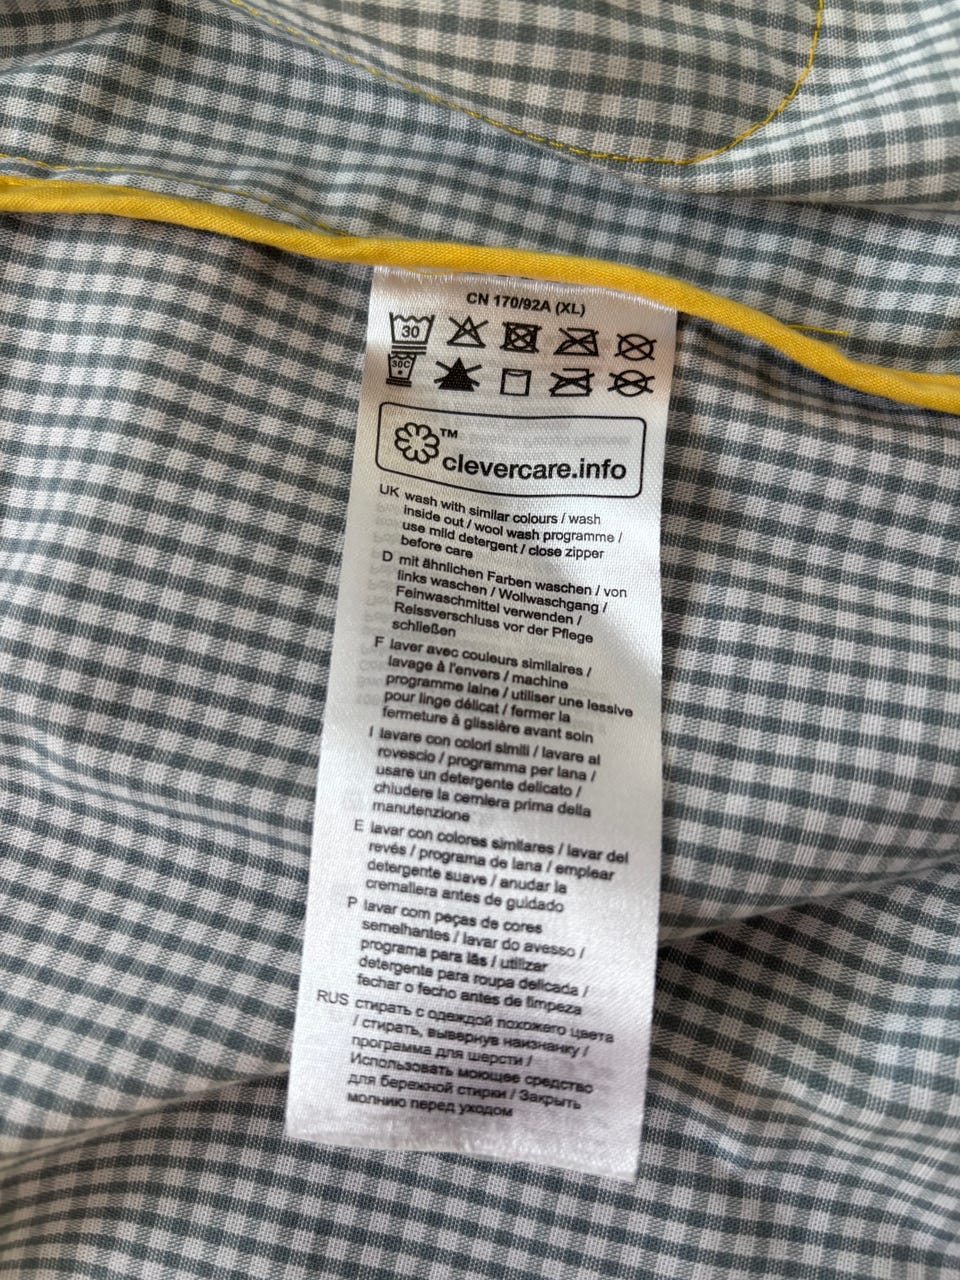 CN 170/92A (XL)
30
30C
™
clevercare.info
UK wash with similar colours / wash
inside out / wool wash programme /
use mild detergent / close zipper
before care
D mit ähnlichen Farben waschen / von
links waschen / Wollwaschgang /
Feinwaschmittel verwenden /
Reissverschluss vor der Pflege
schließen
F laver avec couleurs similaires /
lavage à l'envers / machine
programme laine / utiliser une lessive
pour linge délicat / fermer la
fermeture à glissière avant soin
I lavare con colori simili / lavare al
rovescio / programma per lana /
usare un detergente delicato /
chiudere la cerniera prima della
manutenzione
E lavar con colores similares / lavar del
revés / programa de lana / emplear
detergente suave / anudar la
cremallera antes de guidado
P lavar com peças de cores
semelhantes / lavar do avesso /
programa para lãs / utilizar
detergente para roupa delicada /
fechar o fecho antes de limpeza
RUS стирать с одеждой похожего цвета
/ стирать, вывернув наизнанку /
программа для шерсти /
Использовать моющее средство
для бережной стирки / Закрыть
молнию перед уходом